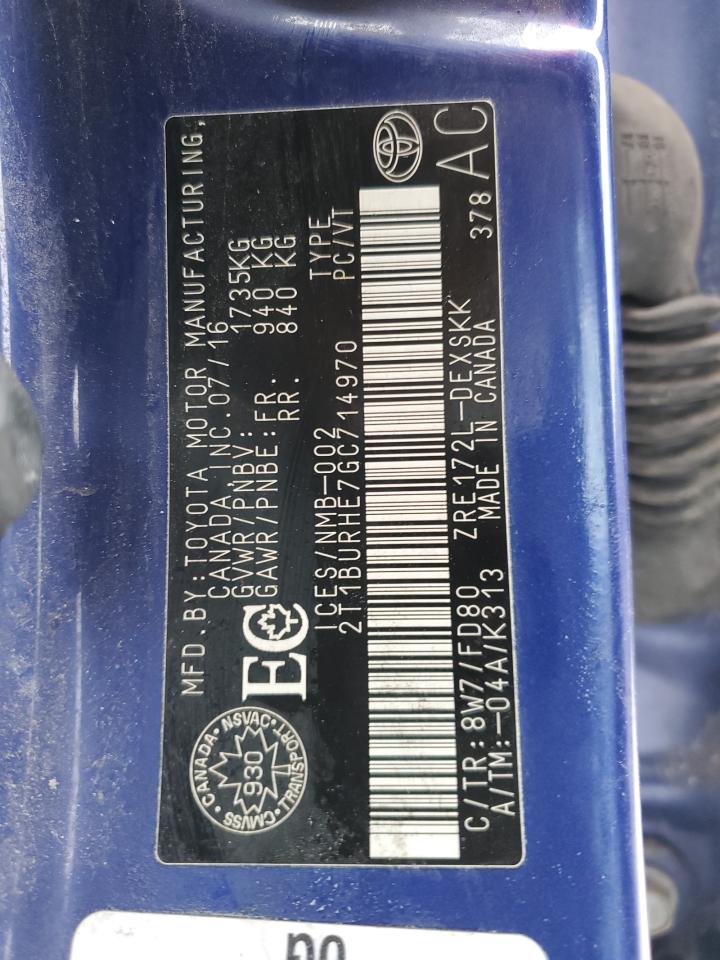 MFD.BY:TOYOTA MOTOR MANUFACTURING,
CANADA INC.07/16
GVWR/PNBV: 1735KG
GAWR/PNBE:FR. 940 KG
RR. 840 KG
EC
ICES/NMB-002 TYPE
2T1BURHE7GC714970 PC/VT
CANADA·NSVAC·TRANSPORT·CMVSS·
930
C/TR:8W7/FD80 ZRE172L-DEXSKK 378
A/TM:-04A/K313 MADE IN CANADA AC